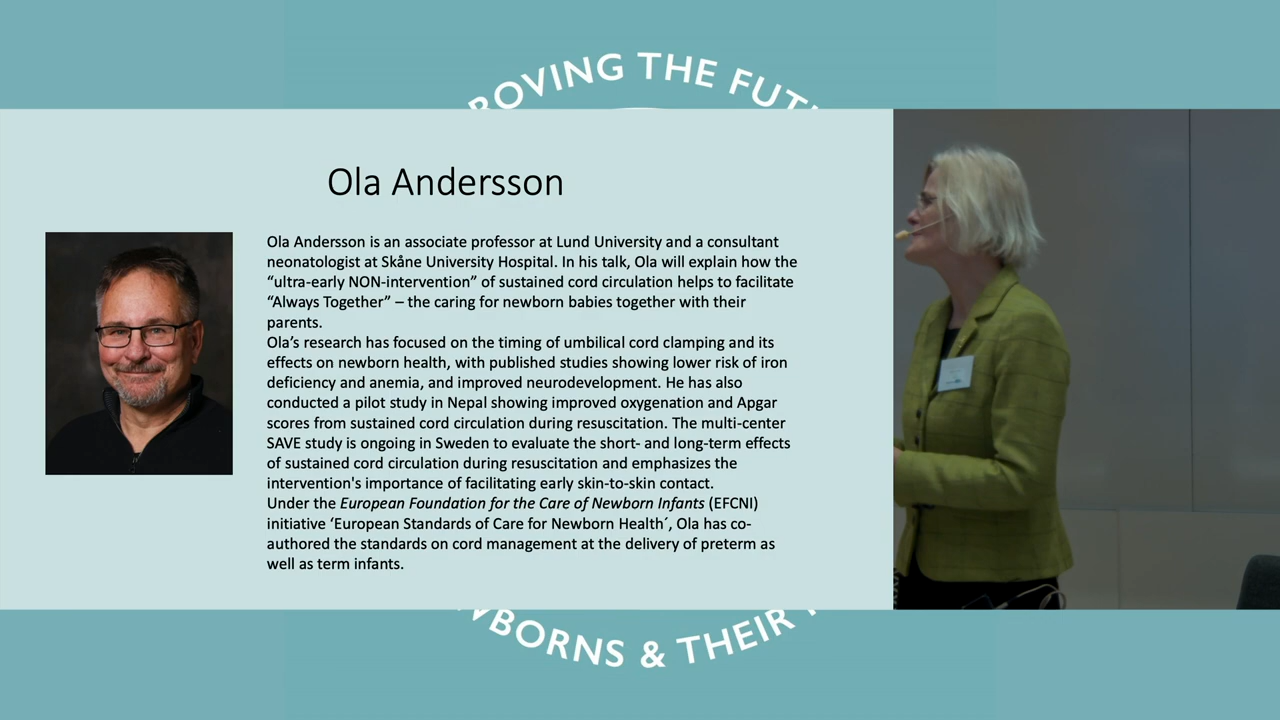 ROVING THE FUT
Ola Andersson
Ola Andersson is an associate professor at Lund University and a consultant
neonatologist at Skåne University Hospital. In his talk, Ola will explain how the
“ultra-early NON-intervention” of sustained cord circulation helps to facilitate
“Always Together” – the caring for newborn babies together with their
parents.
Ola’s research has focused on the timing of umbilical cord clamping and its
effects on newborn health, with published studies showing lower risk of iron
deficiency and anemia, and improved neurodevelopment. He has also
conducted a pilot study in Nepal showing improved oxygenation and Apgar
scores from sustained cord circulation during resuscitation. The multi-center
SAVE study is ongoing in Sweden to evaluate the short- and long-term effects
of sustained cord circulation during resuscitation and emphasizes the
intervention's importance of facilitating early skin-to-skin contact.
Under the European Foundation for the Care of Newborn Infants (EFCNI)
initiative ‘European Standards of Care for Newborn Health´, Ola has co-
authored the standards on cord management at the delivery of preterm as
well as term infants.
WBORNS & THEIR